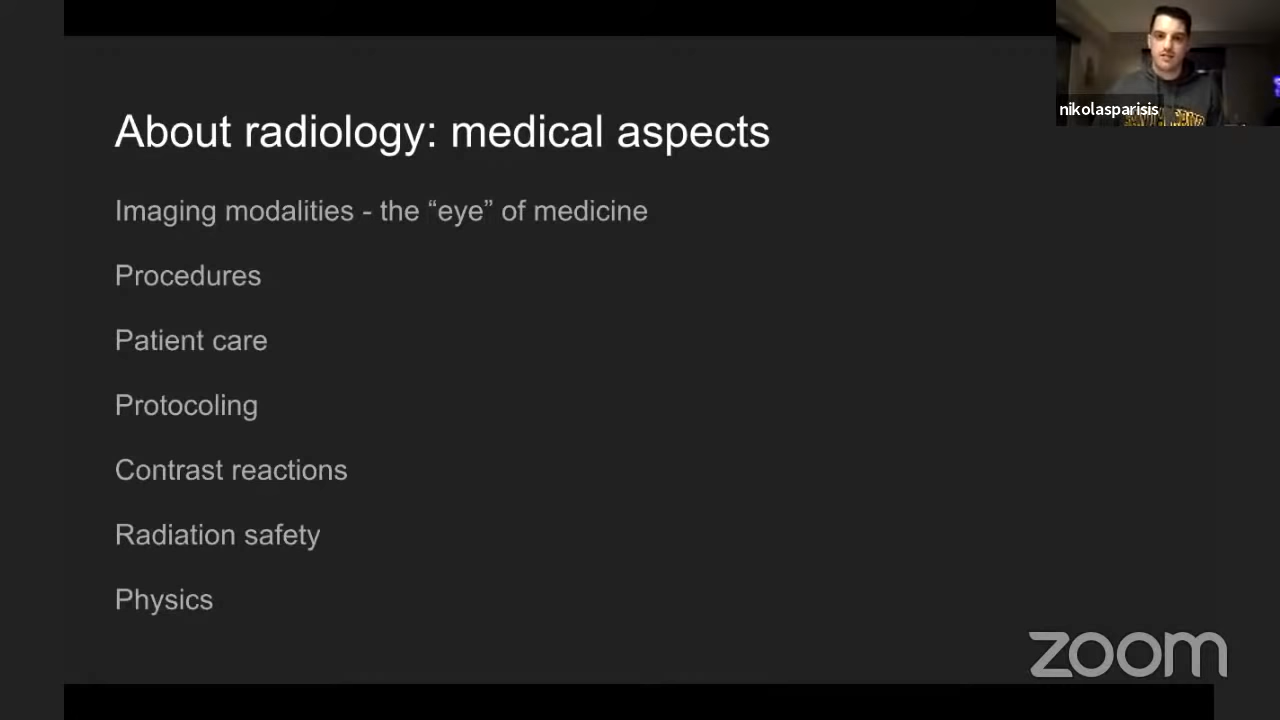 nikolasparisis
About radiology: medical aspects
Imaging modalities - the “eye” of medicine
Procedures
Patient care
Protocoling
Contrast reactions
Radiation safety
Physics
zoom